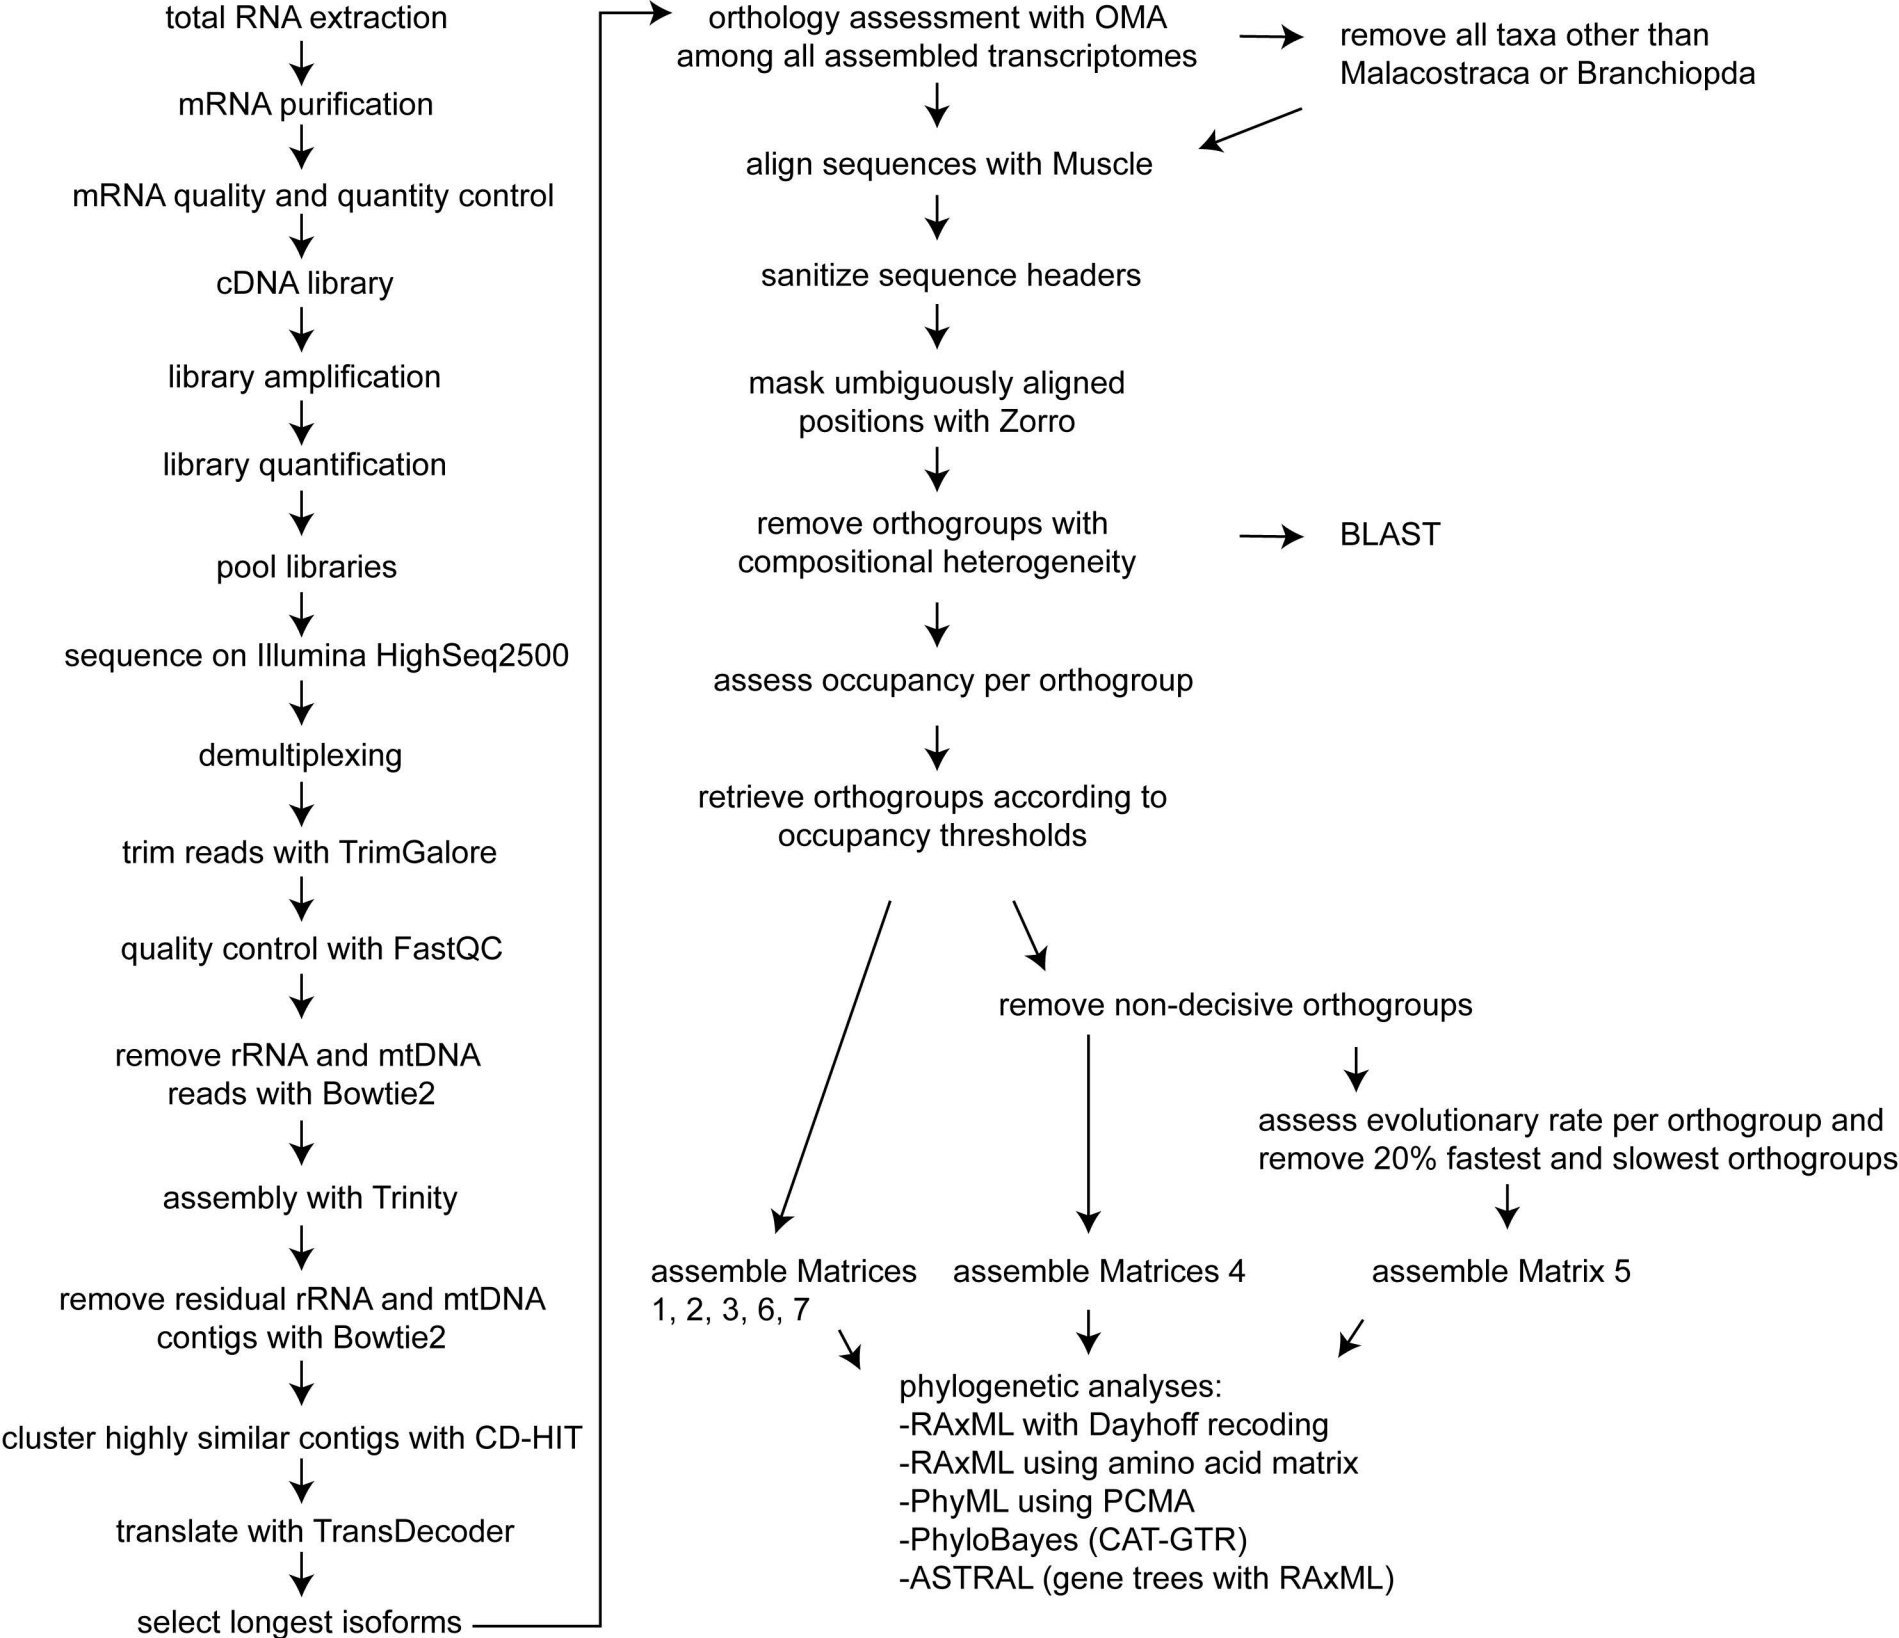 total RNA extraction
mRNA purification
mRNA quality and quantity control
cDNA library
library amplification
library quantification
pool libraries
sequence on Illumina HighSeq2500
demultiplexing
trim reads with TrimGalore
quality control with FastQC
remove rRNA and mtDNA
reads with Bowtie2
assembly with Trinity
remove residual rRNA and mtDNA
contigs with Bowtie2
cluster highly similar contigs with CD-HIT
translate with TransDecoder
select longest isoforms
orthology assessment with OMA
among all assembled transcriptomes
remove all taxa other than
Malacostraca or Branchiopda
align sequences with Muscle
sanitize sequence headers
mask umbiguously aligned
positions with Zorro
remove orthogroups with
compositional heterogeneity
BLAST
assess occupancy per orthogroup
retrieve orthogroups according to
occupancy thresholds
remove non-decisive orthogroups
assess evolutionary rate per orthogroup and
remove 20% fastest and slowest orthogroups
assemble Matrices
1, 2, 3, 6, 7
assemble Matrices 4
assemble Matrix 5
phylogenetic analyses:
-RAxML with Dayhoff recoding
-RAxML using amino acid matrix
-PhyML using PCMA
-PhyloBayes (CAT-GTR)
-ASTRAL (gene trees with RAxML)